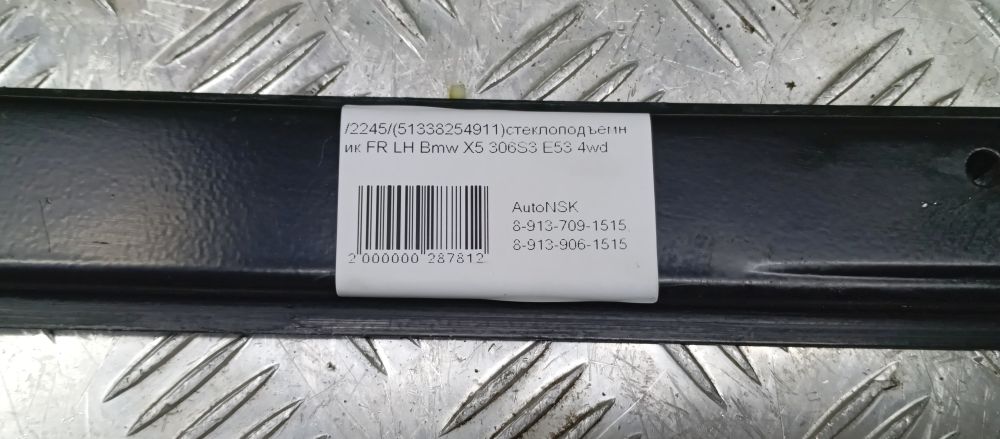 /2245/(51338254911)стеклоподъемн
ик FR LH Bmw X5 306S3 E53 4wd
AutoNSK
8-913-709-1515
8-913-906-1515
2 000000 287812